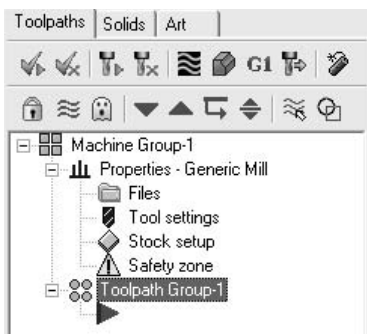 Toolpaths Solids Art
G1
Machine Group-1
Properties - Generic Mill
Files
Tool settings
Stock setup
Safety zone
Toolpath Group-1